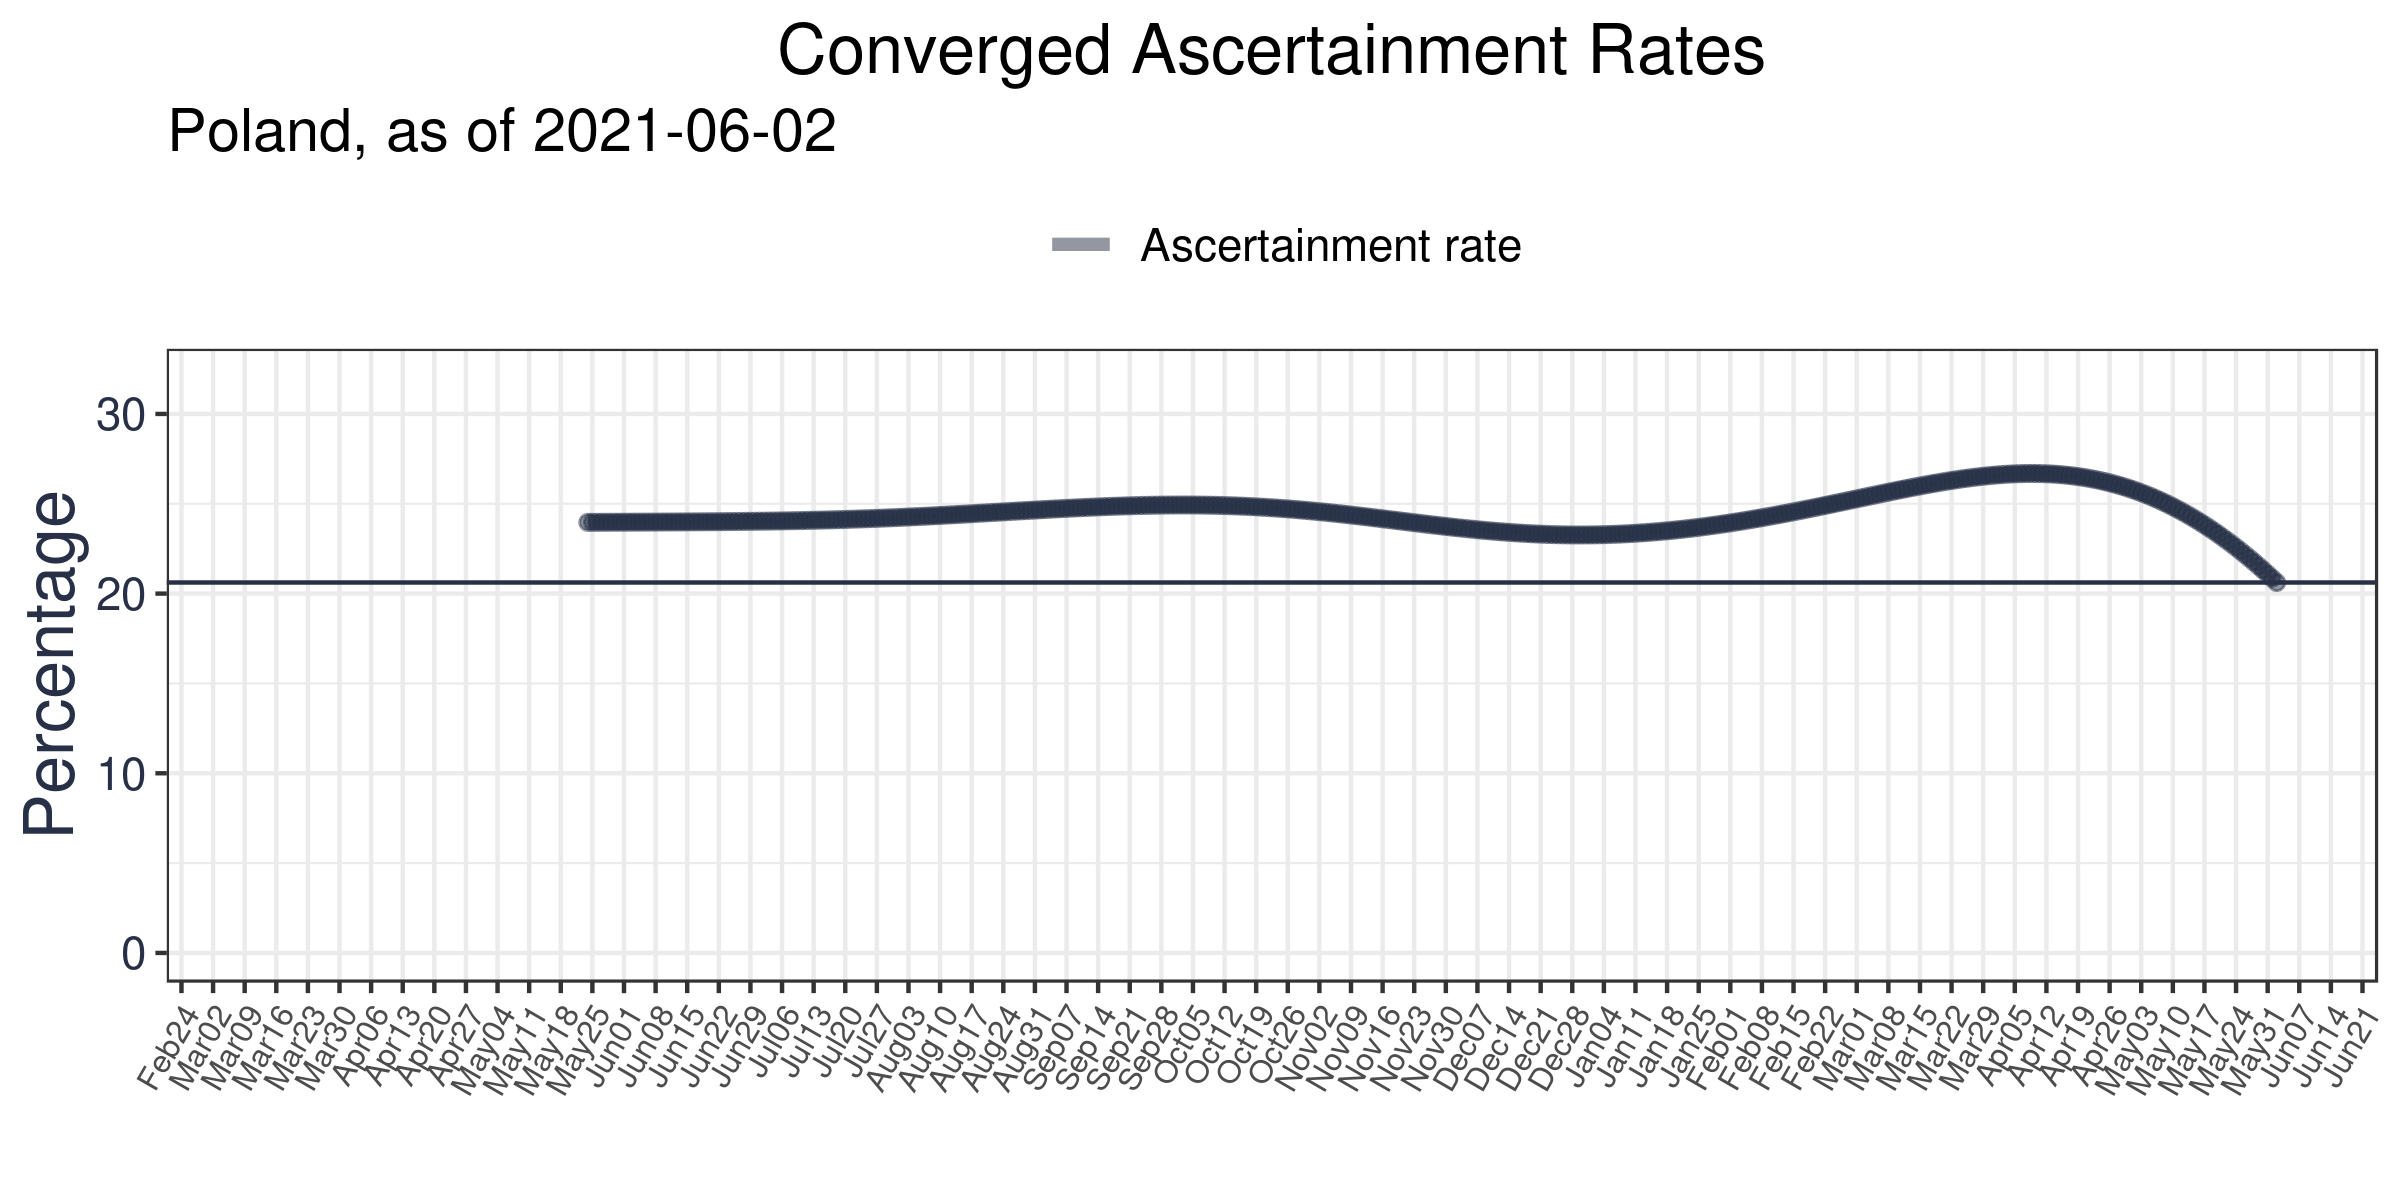 Converged Ascertainment Rates
Poland, as of 2021-06-02
Ascertainment rate
Percentage
30
20
10
0
Feb24 Mar02 Mar09 Mar16 Mar23 Mar30 Apr06 Apr13 Apr20 Apr27 May04 May11 May18 May25 Jun01 Jun08 Jun15 Jun22 Jun29 Jul06 Jul13 Jul20 Jul27 Aug03 Aug10 Aug17 Aug24 Aug31 Sep07 Sep14 Sep21 Sep28 Oct05 Oct12 Oct19 Oct26 Nov02 Nov09 Nov16 Nov23 Nov30 Dec07 Dec14 Dec21 Dec28 Jan04 Jan11 Jan18 Jan25 Feb01 Feb08 Feb15 Feb22 Mar01 Mar08 Mar15 Mar22 Mar29 Apr05 Apr12 Apr19 Apr26 May03 May10 May17 May24 May31 Jun07 Jun14 Jun21